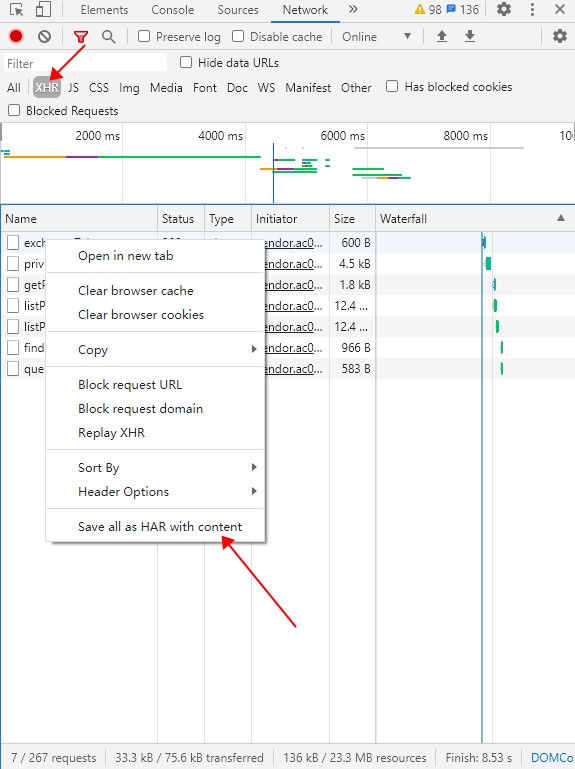 Elements Console Sources Network 98 136
Preserve log Disable cache Online
Filter Hide data URLs
All XHR JS CSS Img Media Font Doc WS Manifest Other Has blocked cookies
Blocked Requests
2000 ms 4000 ms 6000 ms 8000 ms 10
Name Status Type Initiator Size Waterfall
exch endor.ac0... 600 B
Open in new tab
priv endor.ac0... 4.5 kB
getP endor.ac0... 1.8 kB
Clear browser cache
listP endor.ac0... 12.4 ...
Clear browser cookies
listP endor.ac0... 12.4 ...
find endor.ac0... 966 B
Copy
que endor.ac0... 583 B
Block request URL
Block request domain
Replay XHR
Sort By
Header Options
Save all as HAR with content
7 / 267 requests 33.3 kB / 75.6 kB transferred 136 kB / 23.3 MB resources Finish: 8.53 s DOMCo